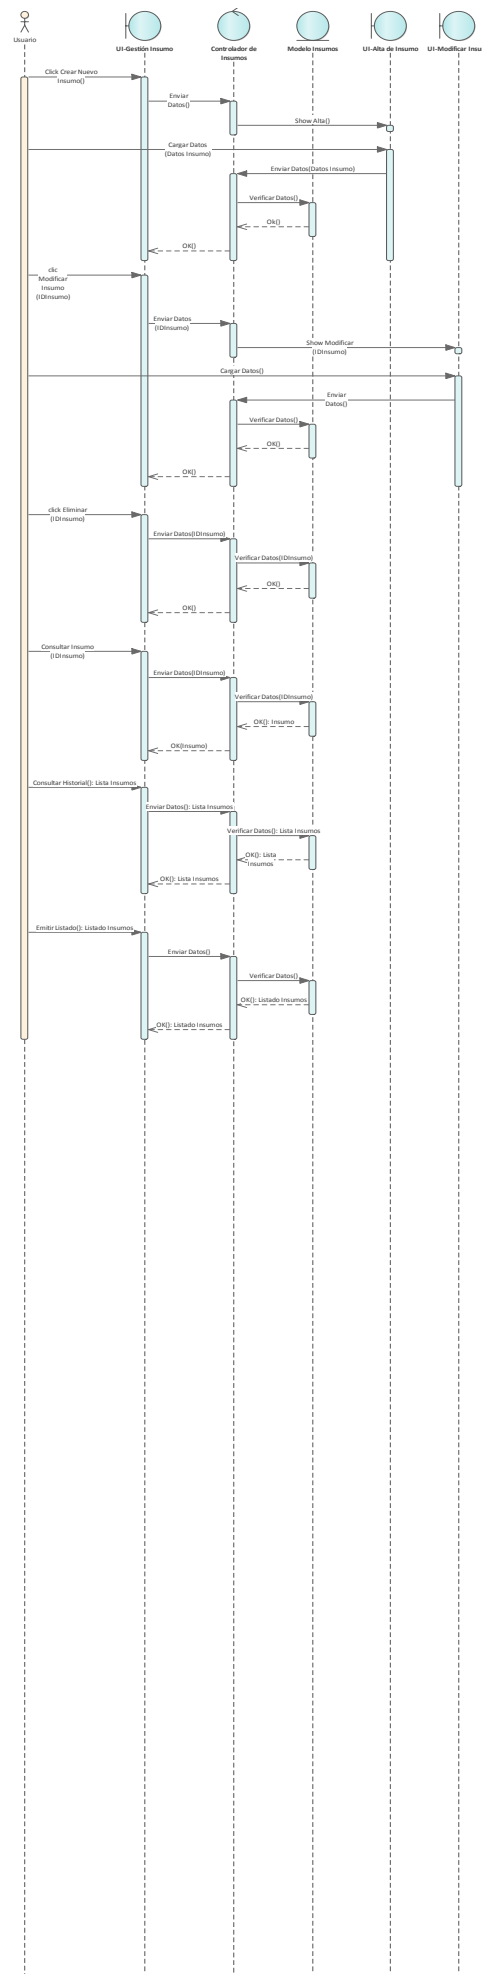 Usuario
UI-Gestión Insumo
Controlador de
Insumos
Modelo Insumos
UI-Alta de Insumo
UI-Modificar Insu
Click Crear Nuevo
Insumo()
Enviar
Datos()
Show Alta()
Cargar Datos
(Datos Insumo)
Enviar Datos(Datos Insumo)
Verificar Datos()
Ok()
OK()
clic
Modificar
Insumo
(IDInsumo)
Enviar Datos
(IDInsumo)
Show Modificar
(IDInsumo)
Cargar Datos()
Enviar
Datos()
Verificar Datos()
OK()
OK()
click Eliminar
(IDInsumo)
Enviar Datos(IDInsumo)
Verificar Datos(IDInsumo)
OK()
OK()
Consultar Insumo
(IDInsumo)
Enviar Datos(IDInsumo)
Verificar Datos(IDInsumo)
OK(): Insumo
OK(Insumo)
Consultar Historial(): Lista Insumos
Enviar Datos(): Lista Insumos
Verificar Datos(): Lista Insumos
OK(): Lista
Insumos
OK(): Lista Insumos
Emitir Listado(): Listado Insumos
Enviar Datos()
Verificar Datos()
OK(): Listado Insumos
OK(): Listado Insumos